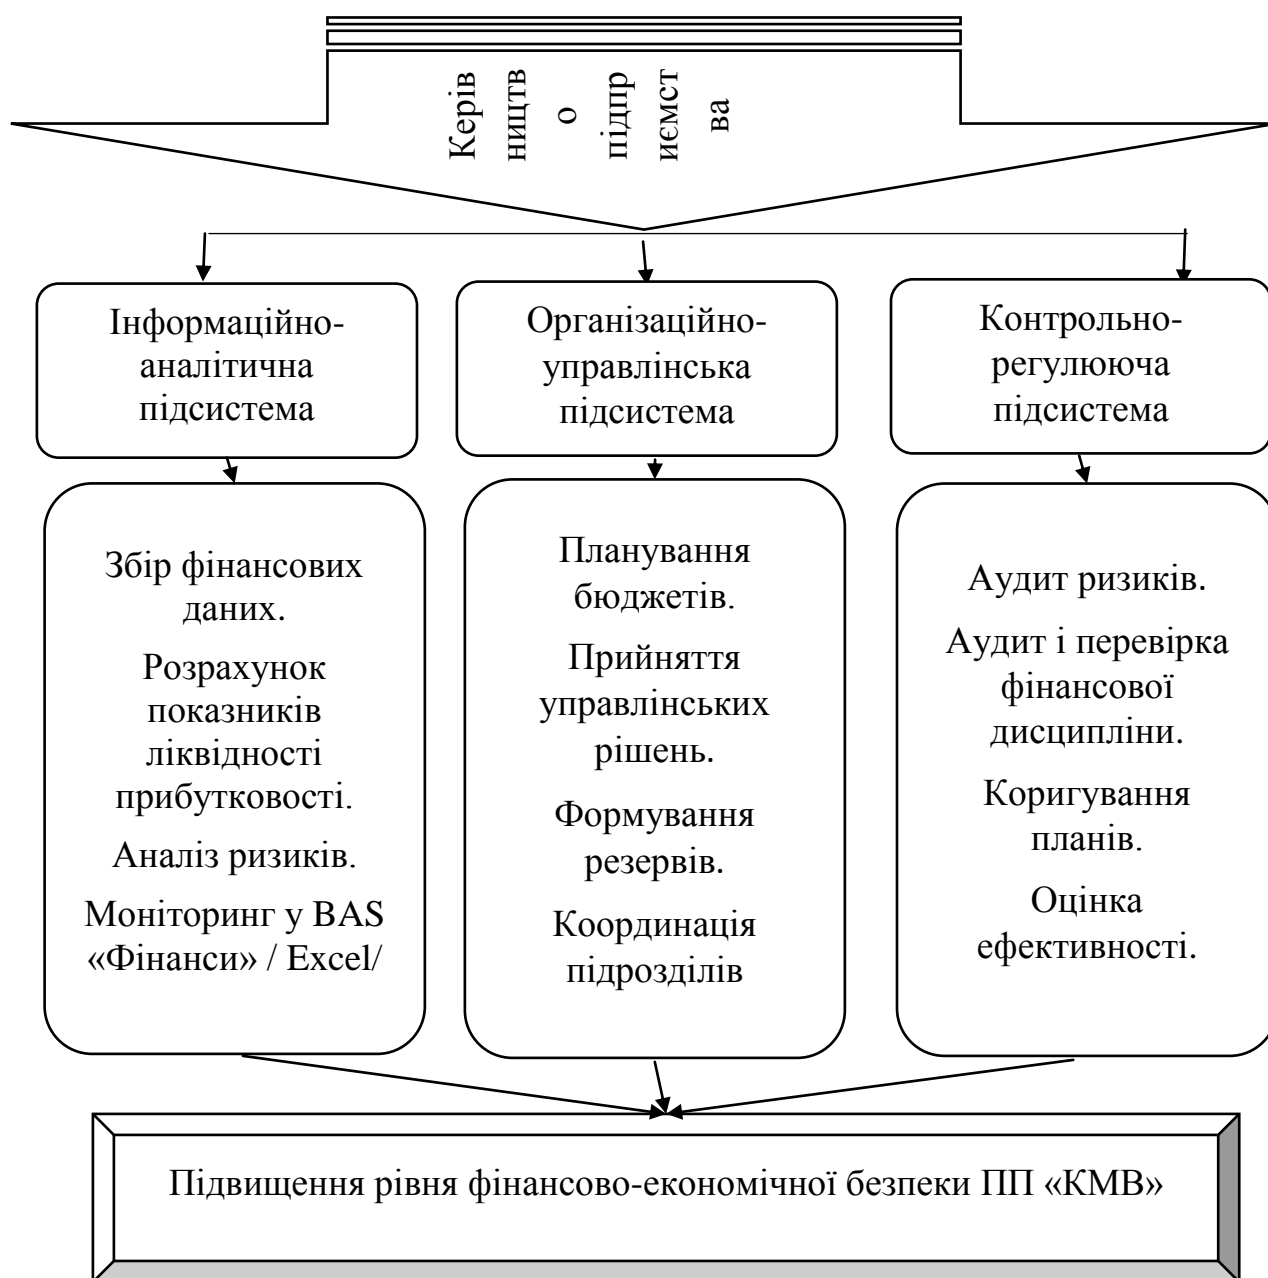 Керів
ництв
о
підпр
иємст
ва
Інформаційно-
аналітична
підсистема
Організаційно-
управлінська
підсистема
Контрольно-
регулююча
підсистема
Збір фінансових
даних.
Розрахунок
показників
ліквідності
прибутковості.
Аналіз ризиків.
Моніторинг у BAS
«Фінанси» / Excel/
Планування
бюджетів.
Прийняття
управлінських
рішень.
Формування
резервів.
Координація
підрозділів
Аудит ризиків.
Аудит і перевірка
фінансової
дисципліни.
Коригування
планів.
Оцінка
ефективності.
Підвищення рівня фінансово-економічної безпеки ПП «КМВ»